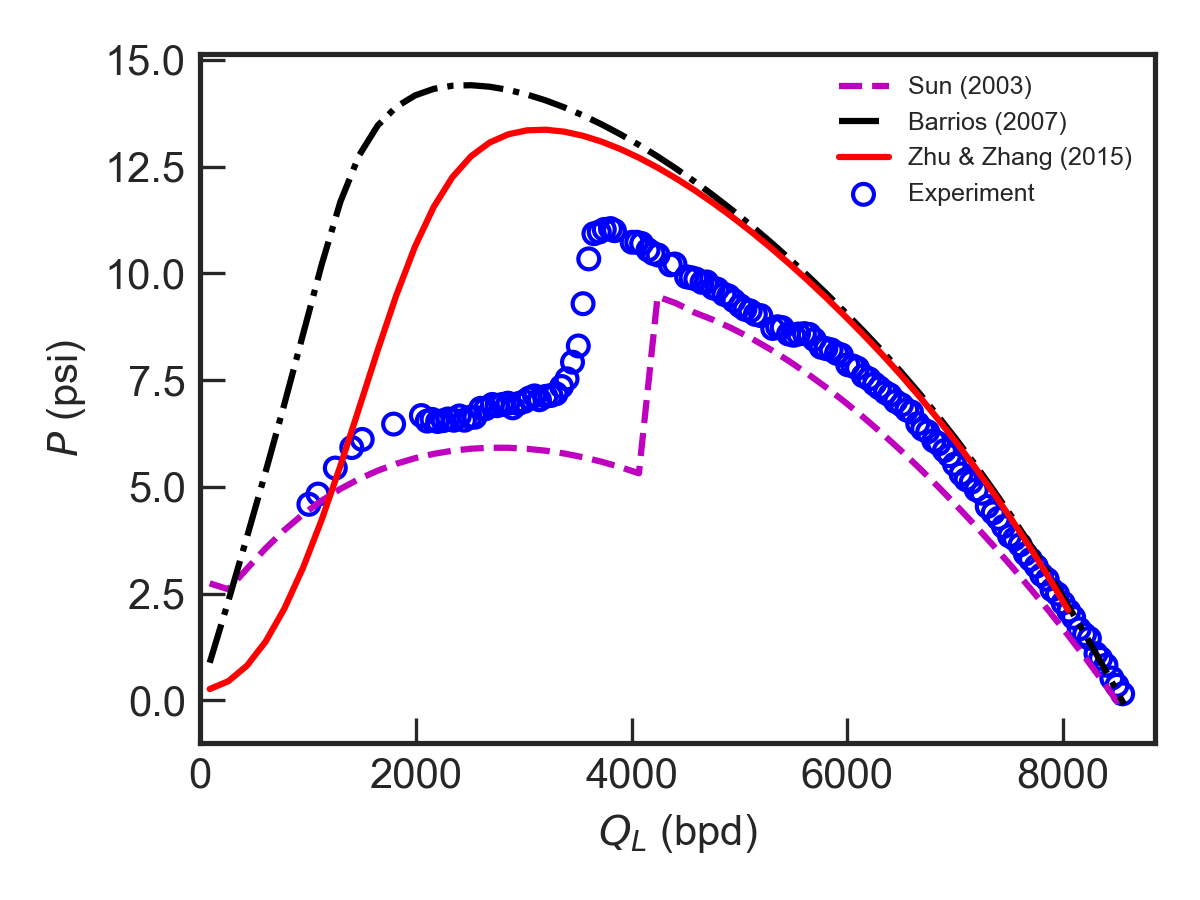 15.0
12.5
10.0
7.5
5.0
2.5
0.0
P (psi)
Sun (2003)
Barrios (2007)
Zhu & Zhang (2015)
Experiment
0 2000 4000 6000 8000
Q_L (bpd)